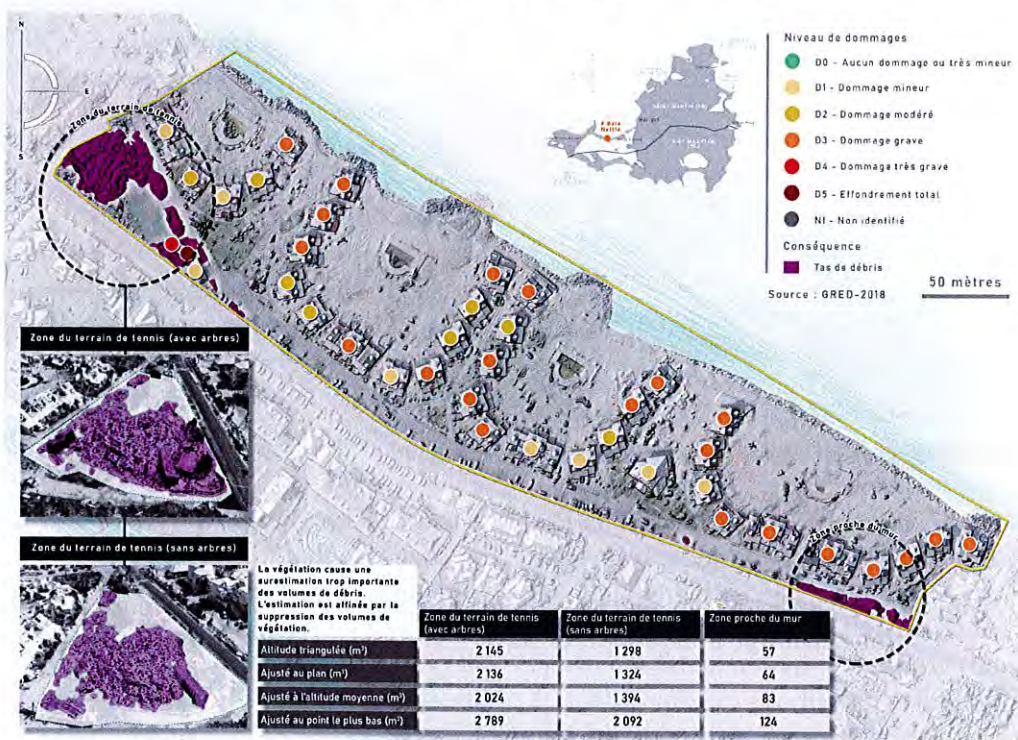 N
E
S
Niveau de dommages
D0 - Aucun dommage ou très mineur
D1 - Dommage mineur
D2 - Dommage modéré
D3 - Dommage grave
D4 - Dommage très grave
D5 - Effondrement total
NI - Non identifié
Conséquence
Tas de débris
Source : GRED-2018
50 mètres
Zone du terrain de tennis
Zone proche du mur
Zone du terrain de tennis (avec arbres)
Zone du terrain de tennis (sans arbres)
La végétation cause une
surestimation trop importante
des volumes de débris.
L'estimation est affinée par la
suppression des volumes de
végétation.
Zone du terrain de tennis (avec arbres)
Zone du terrain de tennis (sans arbres)
Zone proche du mur
Altitude triangulée (m³) 2 145 1 298 57
Ajusté au plan (m³) 2 136 1 324 64
Ajusté à l'altitude moyenne (m³) 2 024 1 394 83
Ajusté au point le plus bas (m³) 2 789 2 092 124